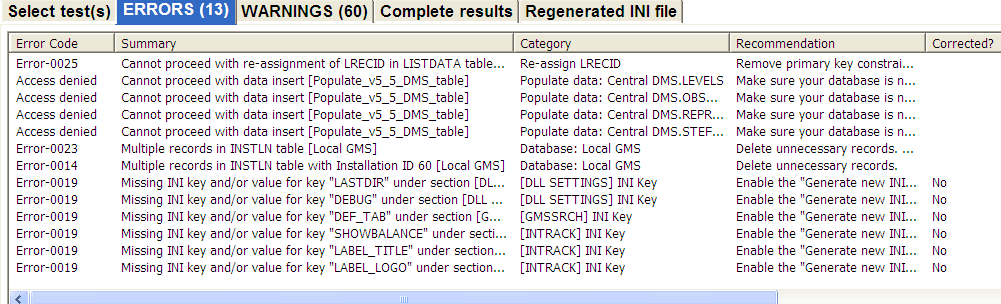 Select test(s) ERRORS (13) WARNINGS (60) Complete results Regenerated INI file
Error Code Summary Category Recommendation Corrected?
Error-0025 Cannot proceed with re-assignment of LRECID in LISTDATA table... Re-assign LRECID Remove primary key constrai...
Access denied Cannot proceed with data insert [Populate_v5_5_DMS_table] Populate data: Central DMS.LEVELS Make sure your database is n...
Access denied Cannot proceed with data insert [Populate_v5_5_DMS_table] Populate data: Central DMS.OBS... Make sure your database is n...
Access denied Cannot proceed with data insert [Populate_v5_5_DMS_table] Populate data: Central DMS.REPR... Make sure your database is n...
Access denied Cannot proceed with data insert [Populate_v5_5_DMS_table] Populate data: Central DMS.STEF... Make sure your database is n...
Error-0023 Multiple records in INSTLN table [Local GMS] Database: Local GMS Delete unnecessary records. ...
Error-0014 Multiple records in INSTLN table with Installation ID 60 [Local GMS] Database: Local GMS Delete unnecessary records.
Error-0019 Missing INI key and/or value for key "LASTDIR" under section [DL... [DLL SETTINGS] INI Key Enable the "Generate new INI... No
Error-0019 Missing INI key and/or value for key "DEBUG" under section [DLL ... [DLL SETTINGS] INI Key Enable the "Generate new INI... No
Error-0019 Missing INI key and/or value for key "DEF_TAB" under section [G... [GMSSRCH] INI Key Enable the "Generate new INI... No
Error-0019 Missing INI key and/or value for key "SHOWBALANCE" under secti... [INTRACK] INI Key Enable the "Generate new INI... No
Error-0019 Missing INI key and/or value for key "LABEL_TITLE" under section... [INTRACK] INI Key Enable the "Generate new INI... No
Error-0019 Missing INI key and/or value for key "LABEL_LOGO" under section... [INTRACK] INI Key Enable the "Generate new INI... No